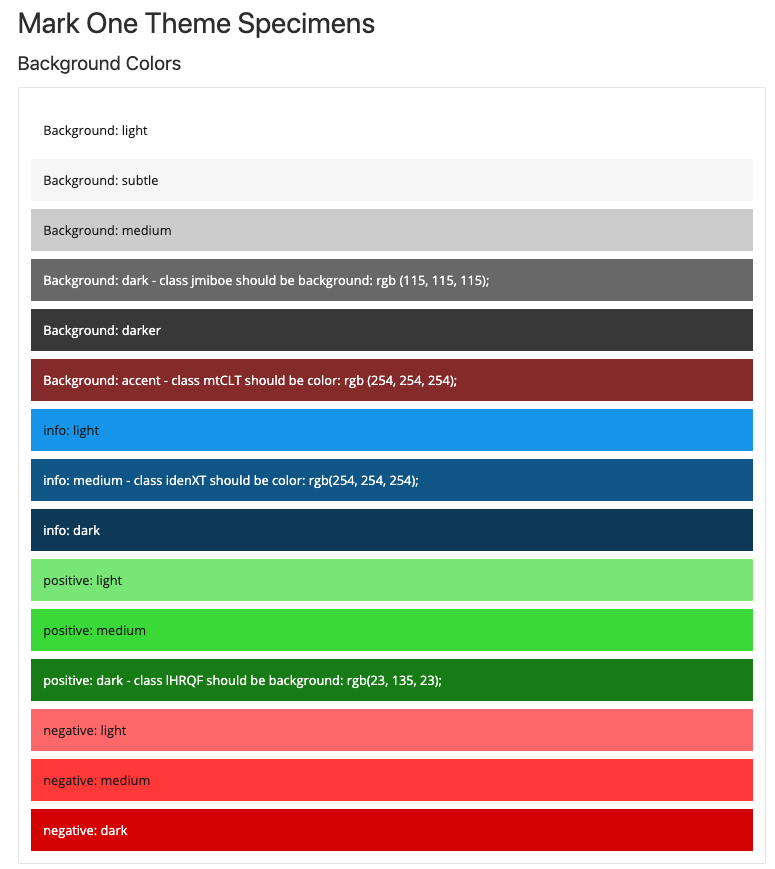 Mark One Theme Specimens
Background Colors
Background: light
Background: subtle
Background: medium
Background: dark - class jmiboe should be background: rgb (115, 115, 115);
Background: darker
Background: accent - class mtCLT should be color: rgb (254, 254, 254);
info: light
info: medium - class idenXT should be color: rgb(254, 254, 254);
info: dark
positive: light
positive: medium
positive: dark - class lHRQF should be background: rgb(23, 135, 23);
negative: light
negative: medium
negative: dark